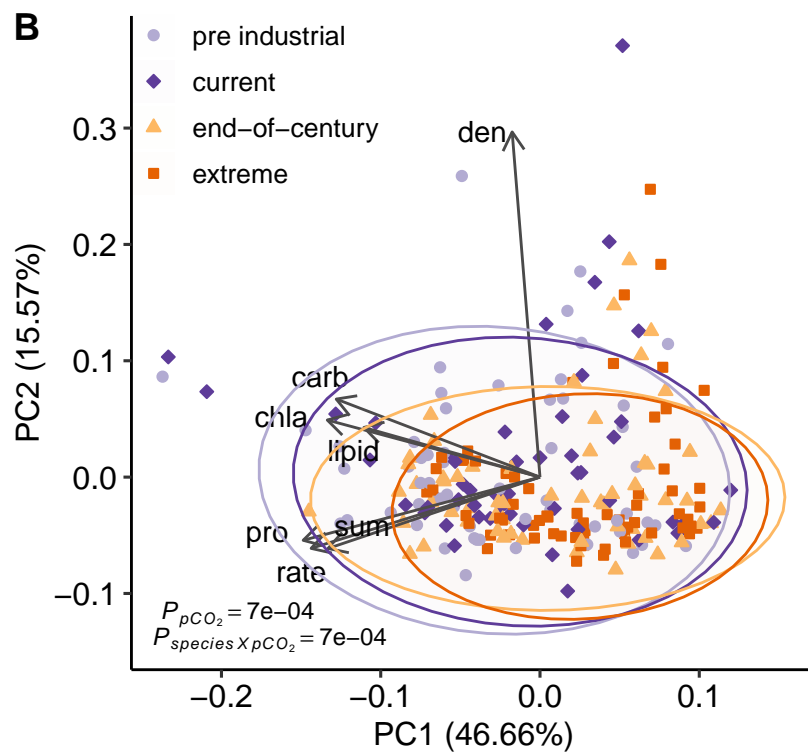 B
pre industrial
current
end−of−century
extreme
den
carb
chla
lipid
pro
sum
rate
P pCO₂ = 7e−04
P species X pCO₂ = 7e−04
0.3
0.2
0.1
0.0
−0.1
PC2 (15.57%)
−0.2
−0.1
0.0
0.1
PC1 (46.66%)